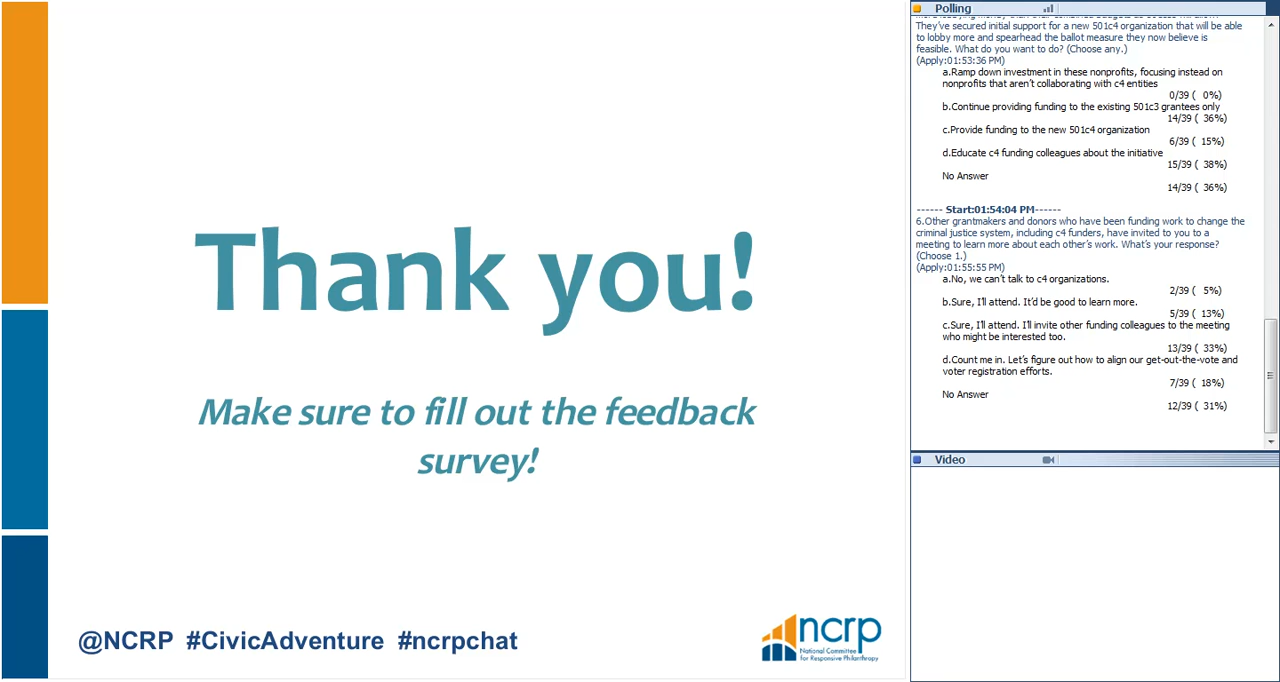 Thank you!
Make sure to fill out the feedback
survey!
@NCRP #CivicAdventure #ncrpchat
ncrp
National Committee
for Responsive Philanthropy
Polling
They've secured initial support for a new 501c4 organization that will be able
to lobby more and spearhead the ballot measure they now believe is
feasible. What do you want to do? (Choose any.)
(Apply:01:53:36 PM)
a.Ramp down investment in these nonprofits, focusing instead on
nonprofits that aren't collaborating with c4 entities
0/39 ( 0%)
b.Continue providing funding to the existing 501c3 grantees only
14/39 ( 36%)
c.Provide funding to the new 501c4 organization
6/39 ( 15%)
d.Educate c4 funding colleagues about the initiative
15/39 ( 38%)
No Answer
14/39 ( 36%)
------ Start:01:54:04 PM------
6.Other grantmakers and donors who have been funding work to change the
criminal justice system, including c4 funders, have invited to you to a
meeting to learn more about each other's work. What's your response?
(Choose 1.)
(Apply:01:55:55 PM)
a.No, we can't talk to c4 organizations.
2/39 ( 5%)
b.Sure, I'll attend. It'd be good to learn more.
5/39 ( 13%)
c.Sure, I'll attend. I'll invite other funding colleagues to the meeting
who might be interested too.
13/39 ( 33%)
d.Count me in. Let's figure out how to align our get-out-the-vote and
voter registration efforts.
7/39 ( 18%)
No Answer
12/39 ( 31%)
Video